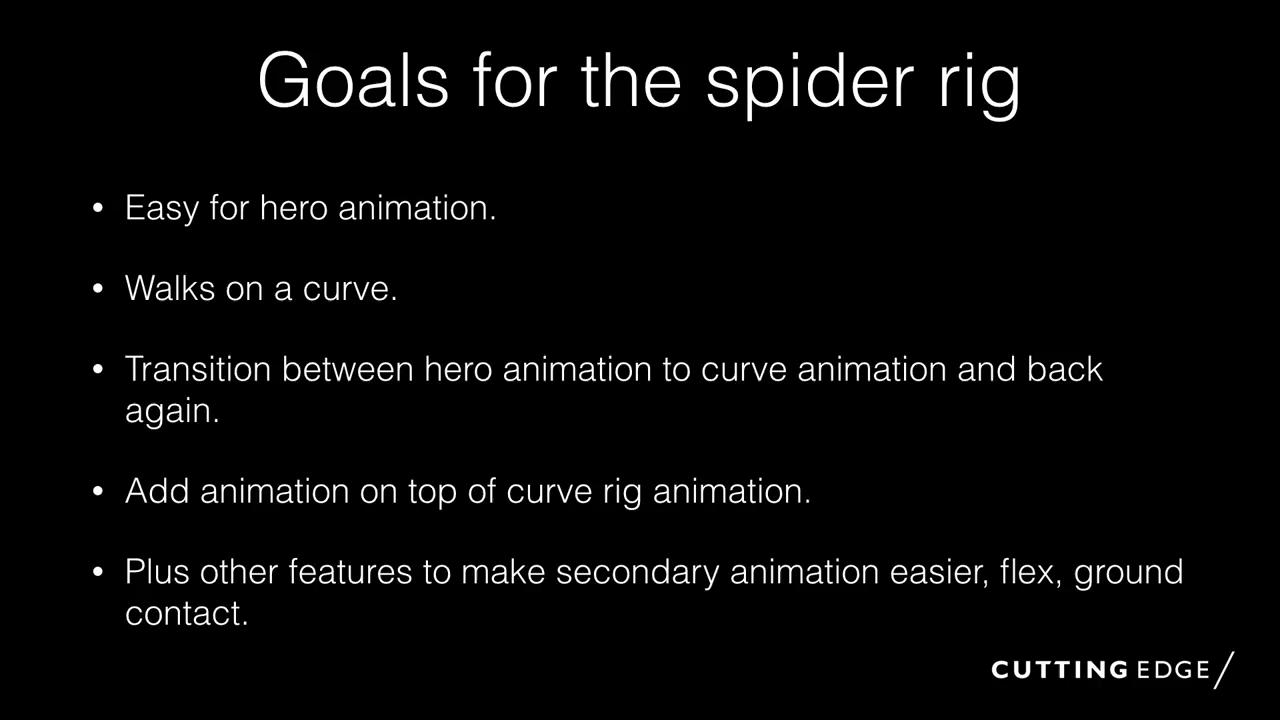 Goals for the spider rig
• Easy for hero animation.
• Walks on a curve.
• Transition between hero animation to curve animation and back
again.
• Add animation on top of curve rig animation.
• Plus other features to make secondary animation easier, flex, ground
contact.
CUTTING EDGE/